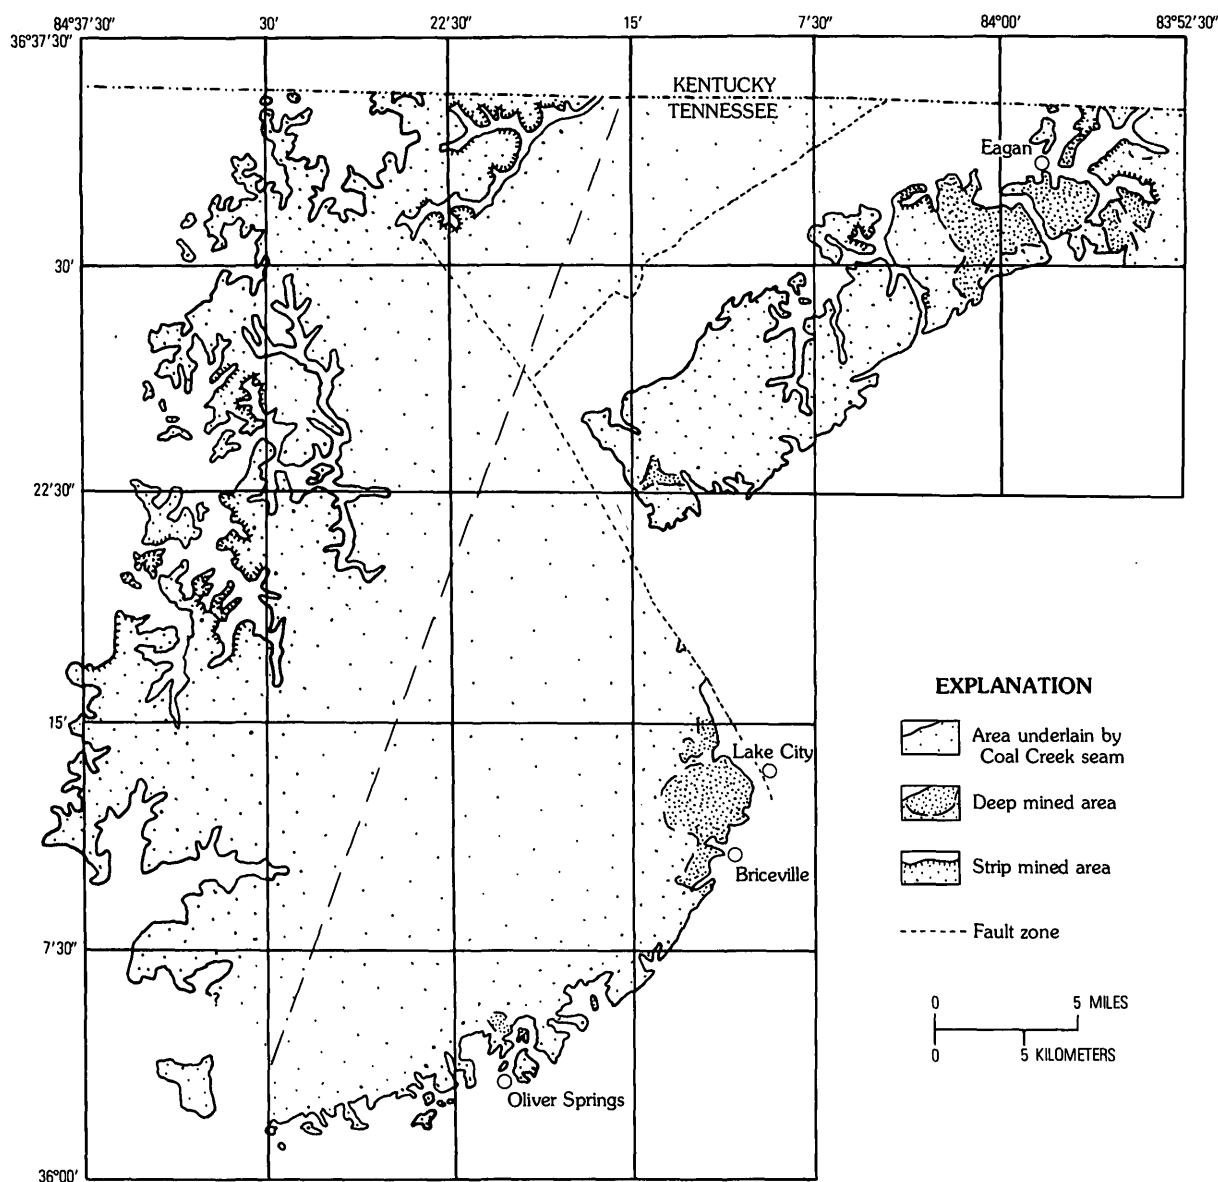 84°37'30" 30' 22'30" 15' 7'30" 84°00' 83°52'30"
36°37'30"
KENTUCKY
TENNESSEE
Eagan
30'
22'30"
EXPLANATION
15'
Area underlain by
Coal Creek seam
Lake City
Deep mined area
Briceville
Strip mined area
7'30"
Fault zone
?
0 5 MILES
0 5 KILOMETERS
Oliver Springs
36°00'